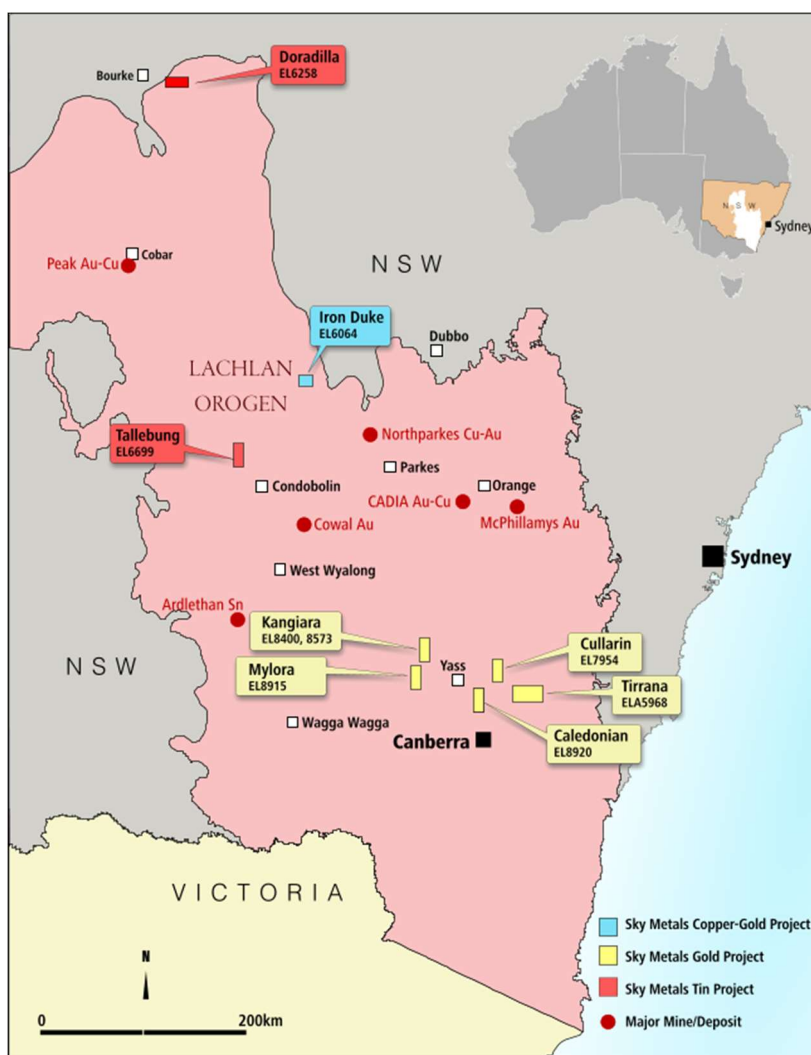 Doradilla
EL6258
Bourke
N S W
Sydney
Cobar
Peak Au-Cu
NSW
Iron Duke
EL6064
Dubbo
LACHLAN
OROGEN
Tallebung
EL6699
Northparkes Cu-Au
Parkes
Condobolin
Orange
CADIA Au-Cu
McPhillamys Au
Cowal Au
Sydney
West Wyalong
Ardlethan Sn
Kangiara
EL8400, 8573
Cullarin
EL7954
NSW
Mylora
EL8915
Yass
Tirrana
ELA5968
Wagga Wagga
Canberra
Caledonian
EL8920
VICTORIA
Sky Metals Copper-Gold Project
Sky Metals Gold Project
Sky Metals Tin Project
Major Mine/Deposit
N
0 200km